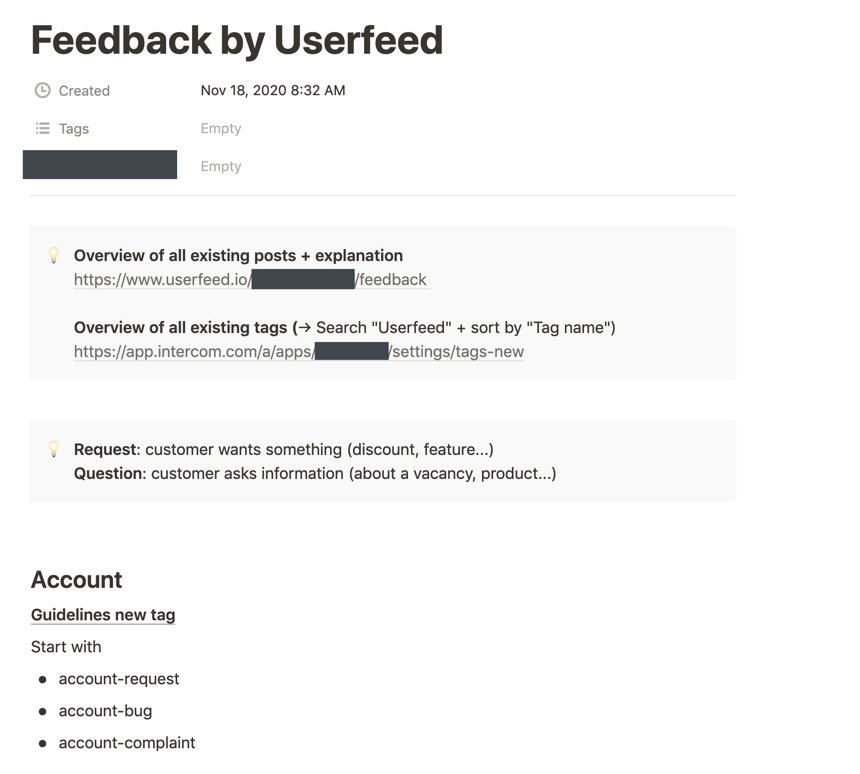 Feedback by Userfeed
Created Nov 18, 2020 8:32 AM
Tags Empty
Empty
Overview of all existing posts + explanation
https://www.userfeed.io/ /feedback
Overview of all existing tags (→ Search "Userfeed" + sort by "Tag name")
https://app.intercom.com/a/apps/ /settings/tags-new
Request: customer wants something (discount, feature...)
Question: customer asks information (about a vacancy, product...)
Account
Guidelines new tag
Start with
● account-request
● account-bug
● account-complaint